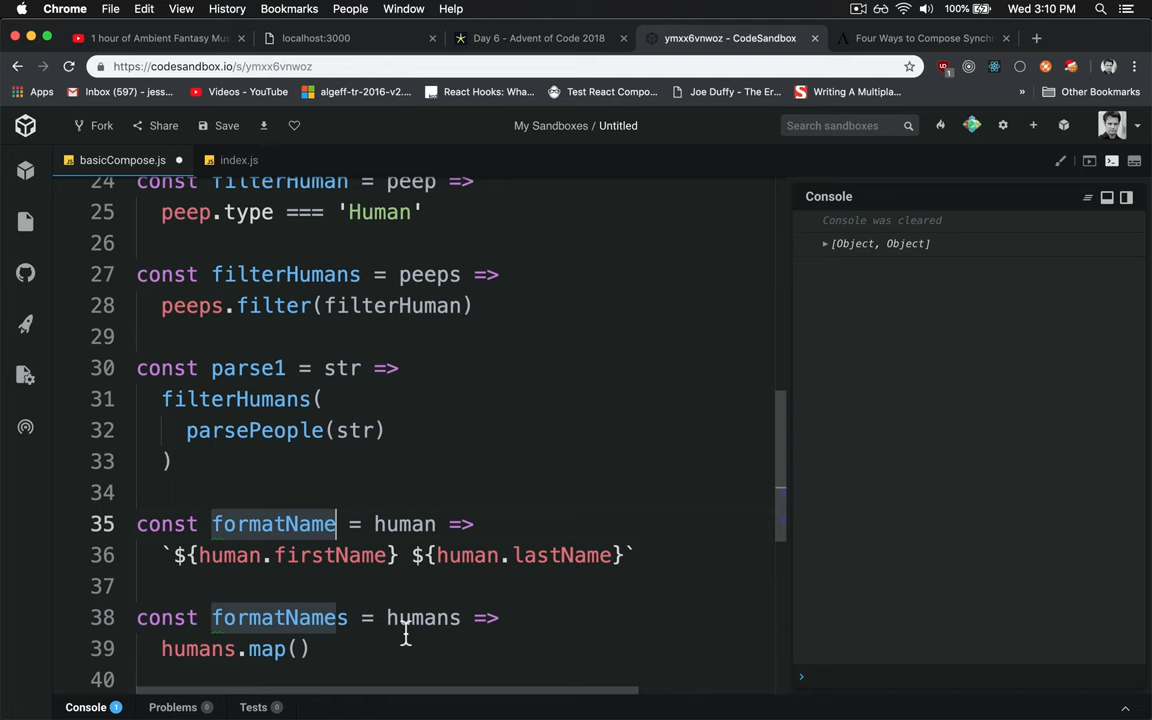 Chrome File Edit View History Bookmarks People Window Help 100% Wed 3:10 PM
1 hour of Ambient Fantasy Mus localhost:3000 Day 6 - Advent of Code 2018 ymxx6vnwoz - CodeSandbox Four Ways to Compose Synchr
https://codesandbox.io/s/ymxx6vnwoz
Apps Inbox (597) - jess... Videos - YouTube algeff-tr-2016-v2... React Hooks: Wha... Test React Compo... Joe Duffy - The Er... Writing A Multipla... » Other Bookmarks
Fork Share Save My Sandboxes / Untitled Search sandboxes
basicCompose.js index.js
24 const filterHuman = peep =>
25 peep.type === 'Human'
26
27 const filterHumans = peeps =>
28 peeps.filter(filterHuman)
29
30 const parse1 = str =>
31 filterHumans(
32 parsePeople(str)
33 )
34
35 const formatName = human =>
36 `${human.firstName} ${human.lastName}`
37
38 const formatNames = humans =>
39 humans.map()
40
Console
Console was cleared
[Object, Object]
›
Console 1 Problems 0 Tests 0